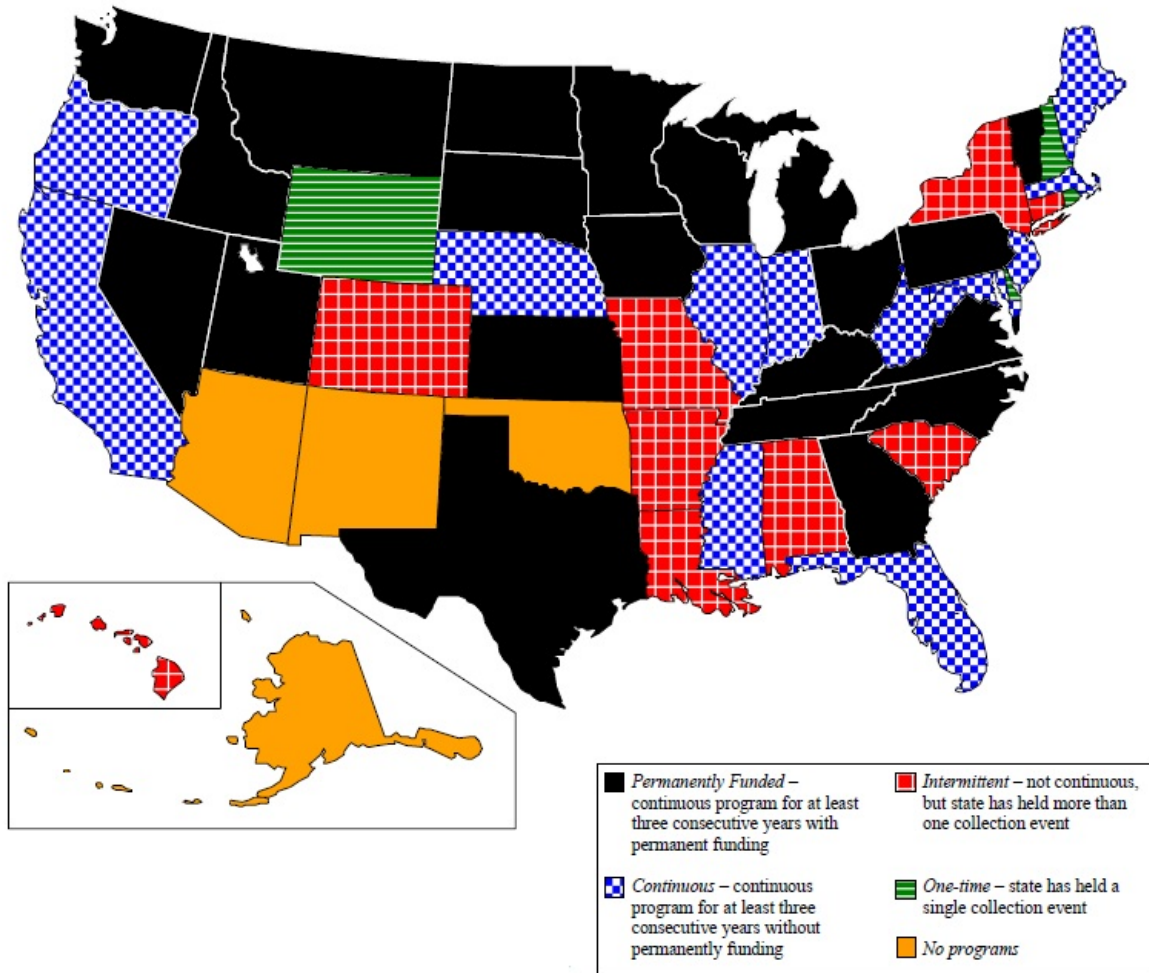 Permanently Funded –
continuous program for at least
three consecutive years with
permanent funding
Continuous – continuous
program for at least three
consecutive years without
permanently funding
Intermittent – not continuous,
but state has held more than
one collection event
One-time – state has held a
single collection event
No programs